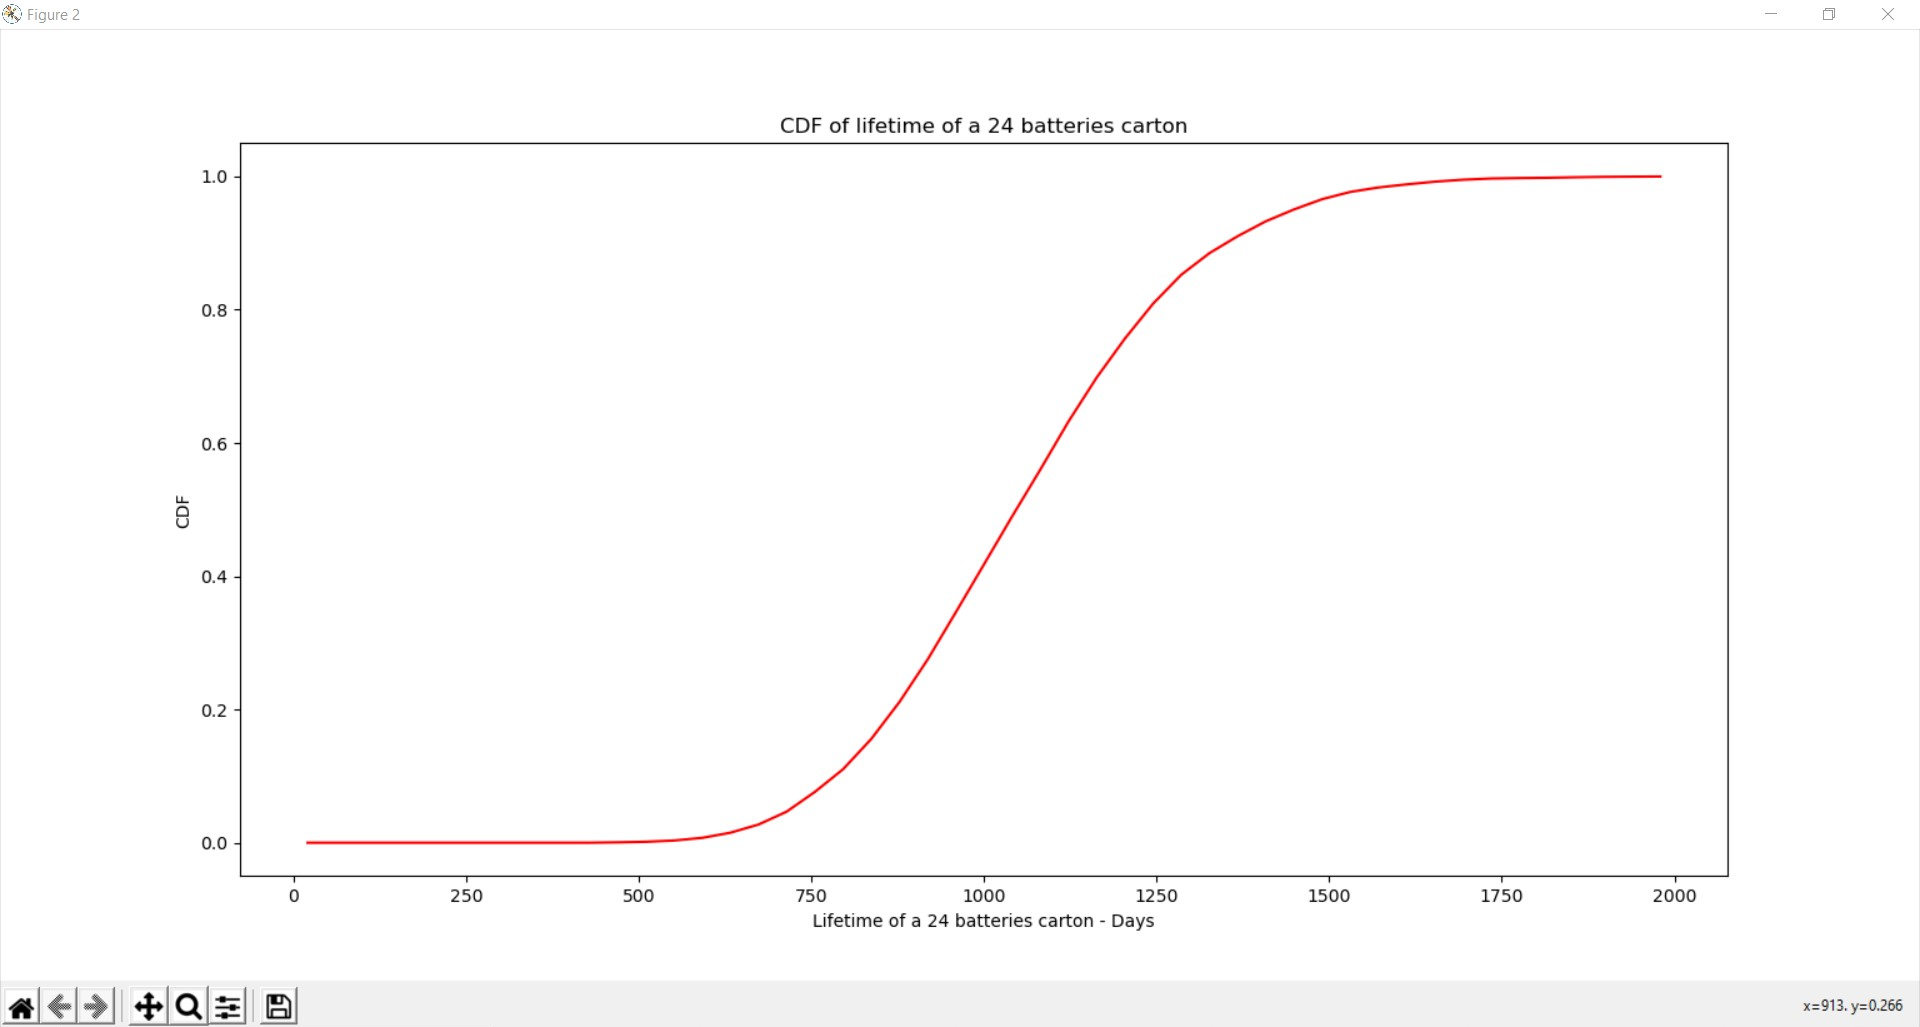 Figure 2
CDF of lifetime of a 24 batteries carton
1.0
0.8
0.6
0.4
0.2
0.0
CDF
0 250 500 750 1000 1250 1500 1750 2000
Lifetime of a 24 batteries carton - Days
x=913. y=0.266